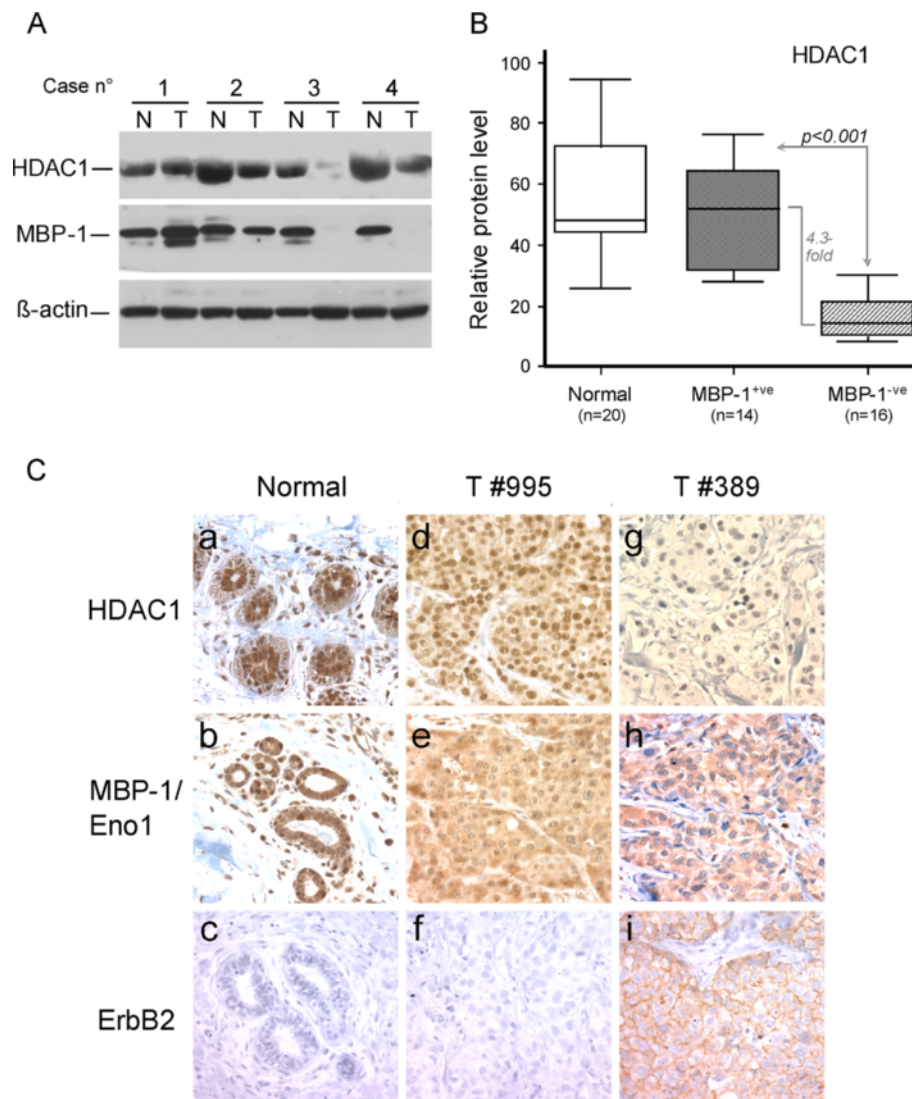 A
Case n° 1 2 3 4
N T N T N T N T
HDAC1
MBP-1
ß-actin
B
HDAC1
Relative protein level
100
80
60
40
20
0
p<0.001
4.3-
fold
Normal
(n=20)
MBP-1+ve
(n=14)
MBP-1-ve
(n=16)
C
Normal T #995 T #389
HDAC1
a d g
MBP-1/
Eno1
b e h
ErbB2
c f i